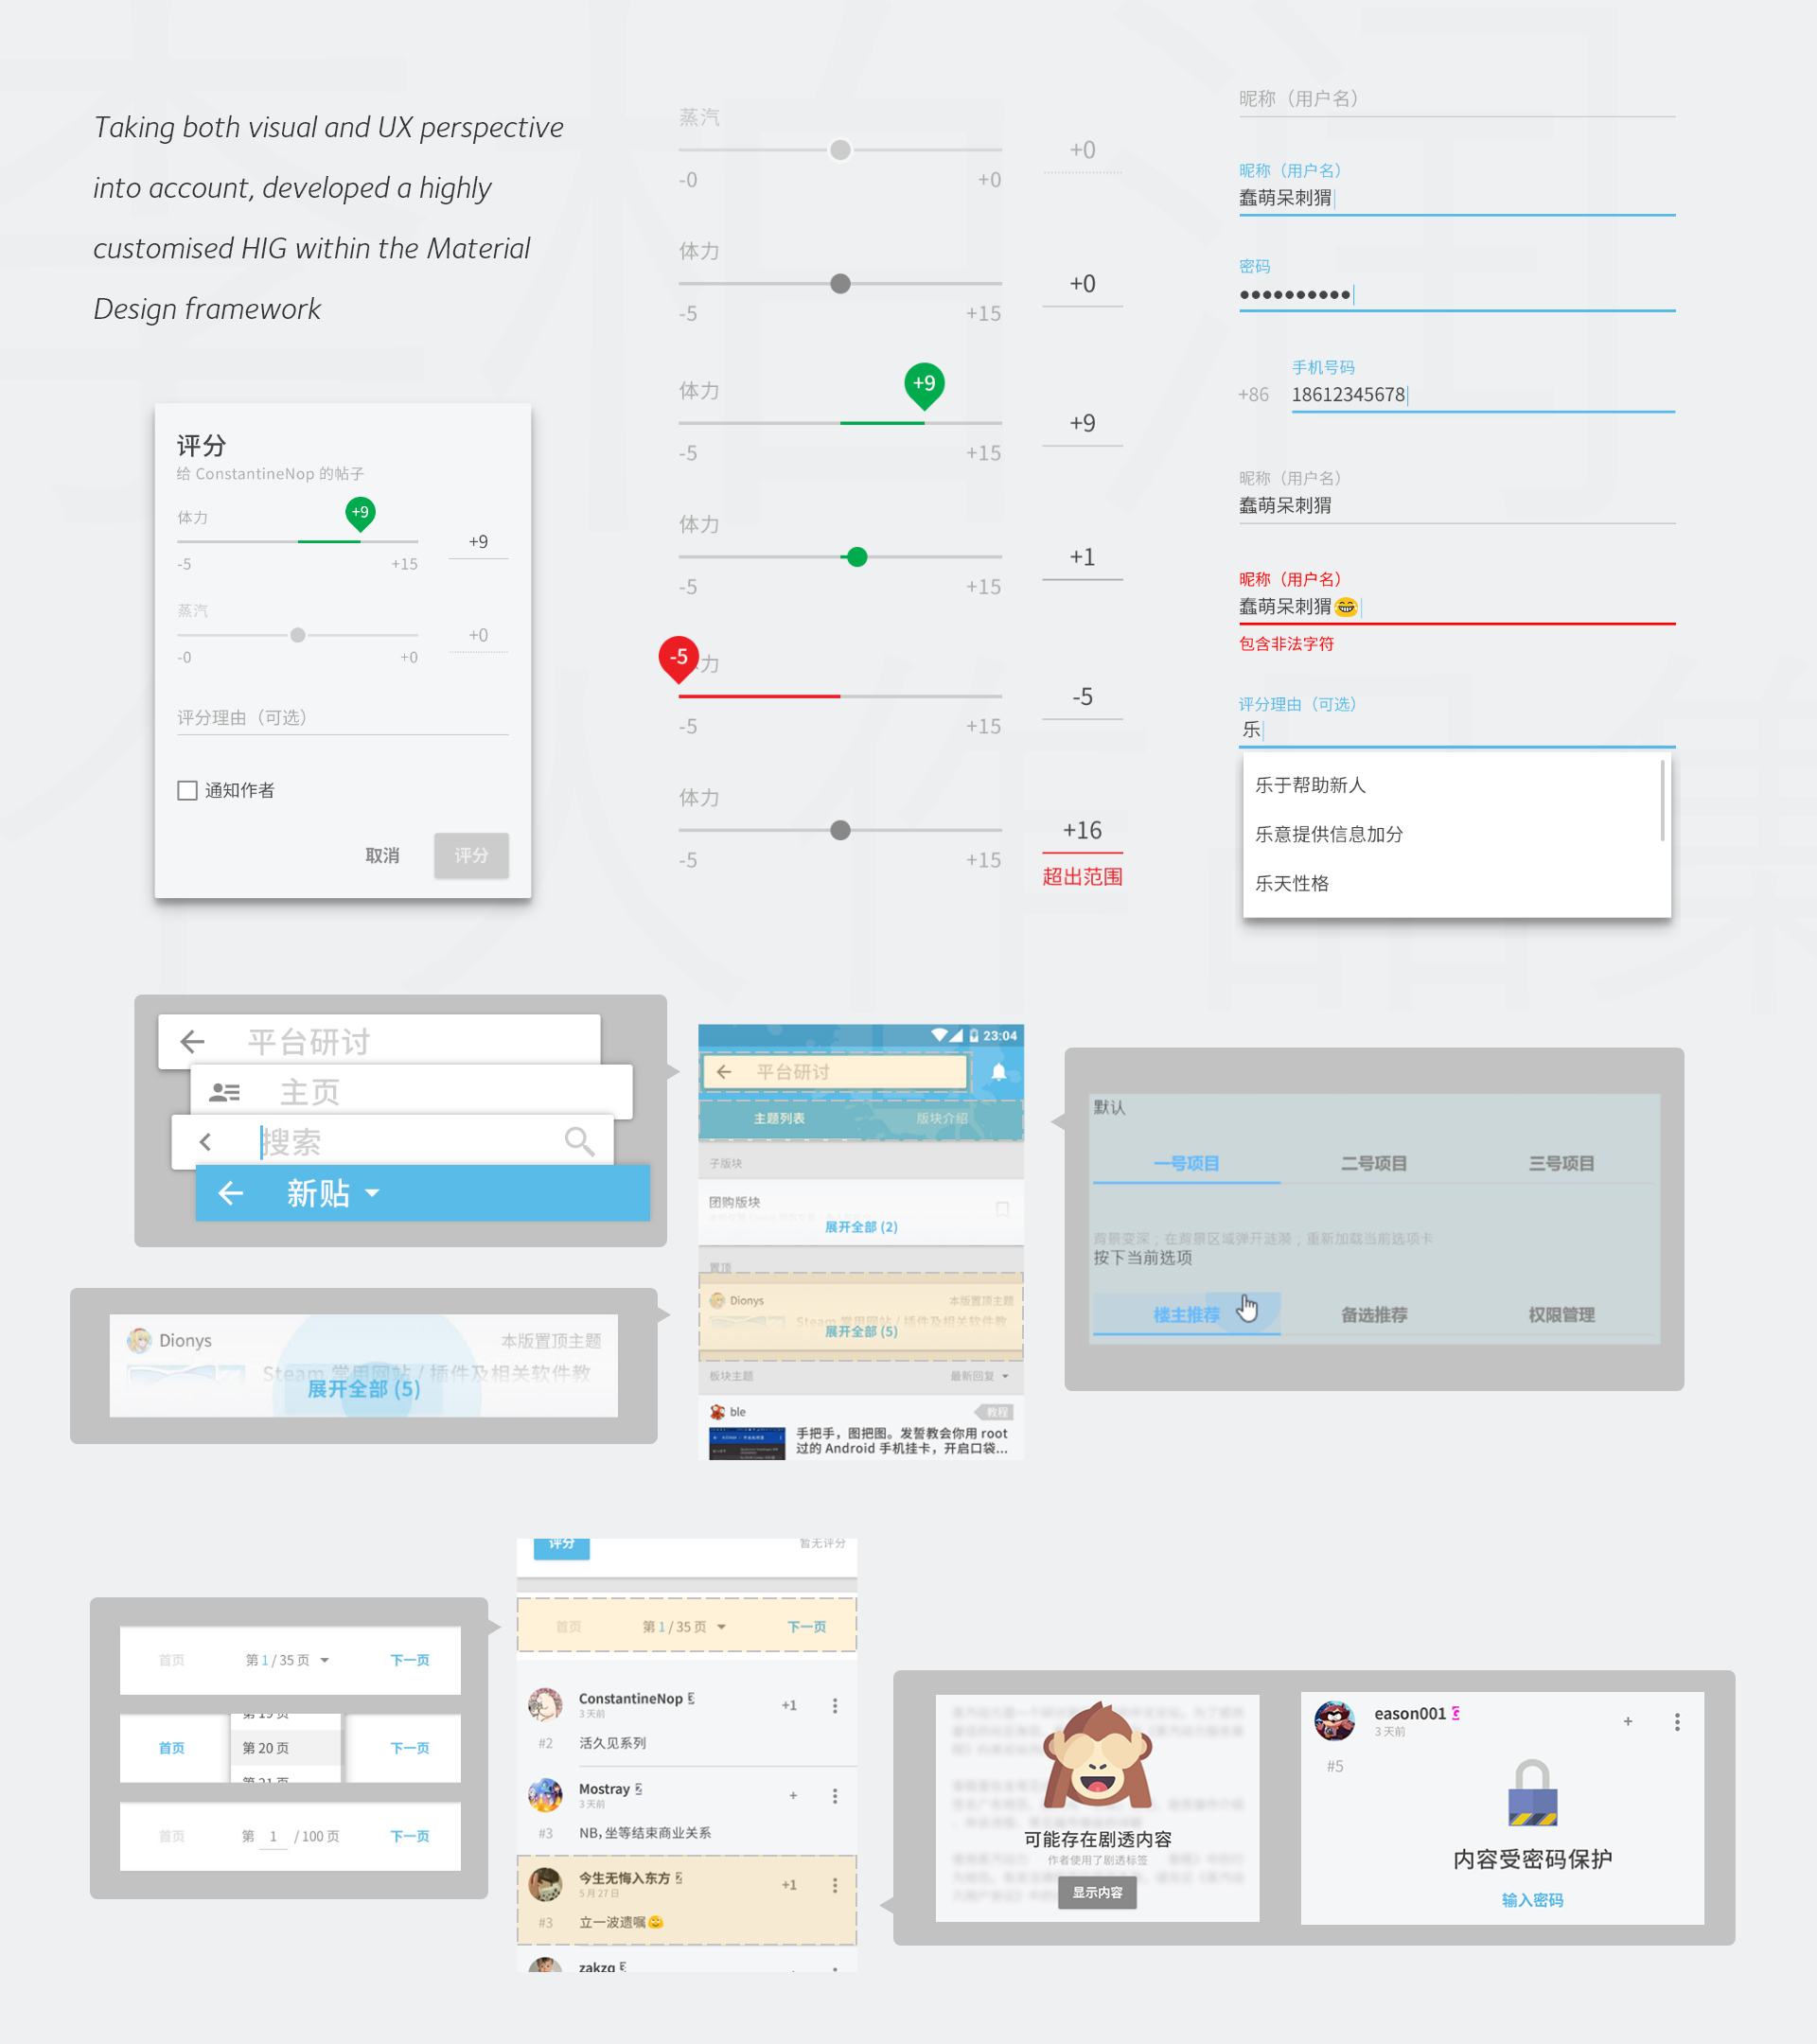 Taking both visual and UX perspective
into account, developed a highly
customised HIG within the Material
Design framework
评分
给 ConstantineNop 的帖子
体力
+9
+9
-5
+15
蒸汽
+0
-0
+0
评分理由（可选）
通知作者
取消
评分
蒸汽
+0
-0
+0
体力
+0
-5
+15
体力
+9
+9
-5
+15
体力
+1
-5
+15
-5
力
-5
-5
+15
体力
+16
-5
+15
超出范围
昵称（用户名）
昵称（用户名）
蠢萌呆刺猬
密码
手机号码
+86
18612345678
昵称（用户名）
蠢萌呆刺猬
昵称（用户名）
蠢萌呆刺猬😂
包含非法字符
评分理由（可选）
乐
乐于帮助新人
乐意提供信息加分
乐天性格
平台研讨
主页
搜索
新贴
Dionys
本版置顶主题
Steam 常用网站 / 插件及相关软件教
展开全部 (5)
23:04
平台研讨
主题列表
版块介绍
子版块
团购版块
展开全部 (2)
置顶
Dionys
本版置顶主题
Steam 常用网站 / 插件及相关软件教
展开全部 (5)
板块主题
最新回复
ble
教程
手把手，图把图。发誓教会你用 root
过的 Android 手机挂卡，开启口袋...
默认
一号项目
二号项目
三号项目
背景变深；在背景区域弹开涟漪；重新加载当前选项卡
按下当前选项
楼主推荐
备选推荐
权限管理
首页
第 1 / 35 页
下一页
第 19 页
首页
第 20 页
下一页
第 21 页
首页
第 1 / 100 页
下一页
评分
暂无评分
首页
第 1 / 35 页
下一页
ConstantineNop
3 天前
+1
#2
活久见系列
Mostray
3 天前
+
#3
NB，坐等结束商业关系
今生无悔入东方
5 月 27 日
+1
#3
立一波遗嘱
zakzg
可能存在剧透内容
作者使用了剧透标签
显示内容
eason001
3 天前
+
#5
内容受密码保护
输入密码